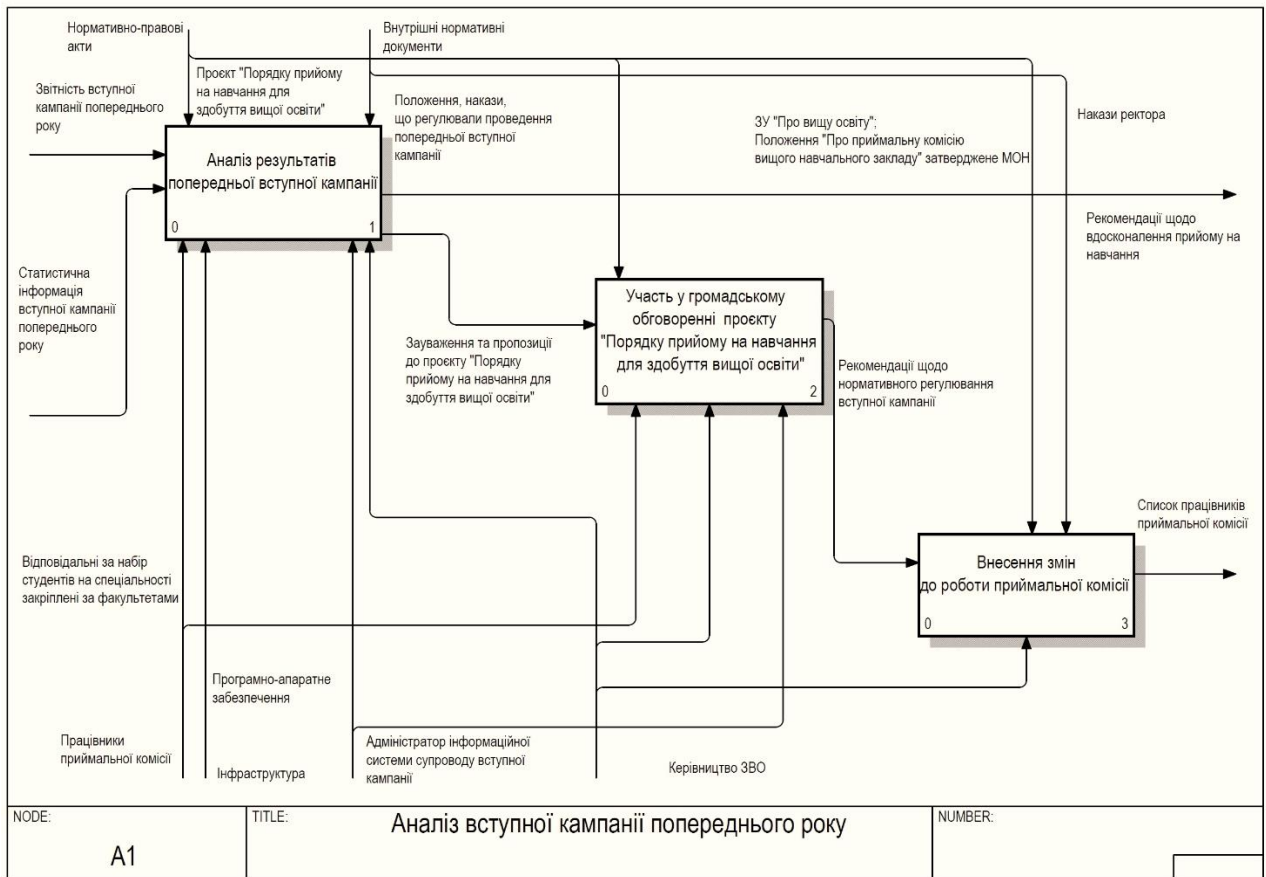 Нормативно-правові
акти
Внутрішні нормативні
документи
Звітність вступної
кампанії попереднього
року
Проєкт "Порядку прийому
на навчання для
здобуття вищої освіти"
Положення, накази,
що регулювали проведення
попередньої вступної
кампанії
ЗУ "Про вищу освіту";
Положення "Про приймальну комісію
вищого навчального закладу" затверджене МОН
Накази ректора
Аналіз результатів
попередньої вступної кампанії
0 1
Рекомендації щодо
вдосконалення прийому на
навчання
Статистична
інформація
вступної кампанії
попереднього
року
Участь у громадському
обговоренні проєкту
"Порядку прийому на навчання
для здобуття вищої освіти"
0 2
Зауваження та пропозиції
до проєкту "Порядку
прийому на навчання для
здобуття вищої освіти"
Рекомендації щодо
нормативного регулювання
вступної кампанії
Список працівників
приймальної комісії
Внесення змін
до роботи приймальної комісії
0 3
Відповідальні за набір
студентів на спеціальності
закріплені за факультетами
Програмно-апаратне
забезпечення
Працівники
приймальної комісії
Інфраструктура
Адміністратор інформаційної
системи супроводу вступної
кампанії
Керівництво ЗВО
NODE:
A1
TITLE:
Аналіз вступної кампанії попереднього року
NUMBER: